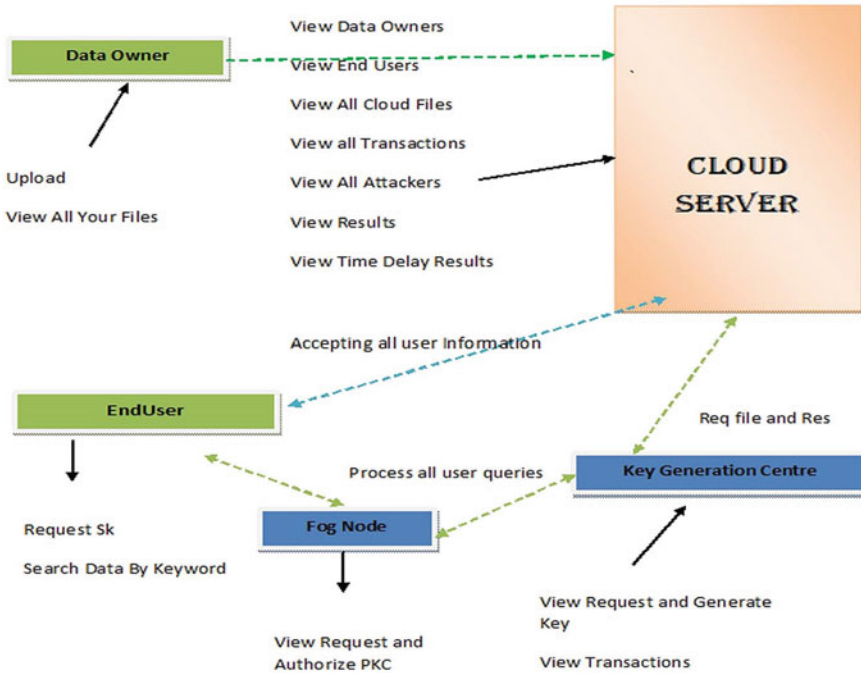 View Data Owners
Data Owner
View End Users
View All Cloud Files
View all Transactions
Upload
View All Attackers
View All Your Files
View Results
View Time Delay Results
CLOUD
SERVER
Accepting all user Information
EndUser
Req file and Res
Process all user queries
Key Generation Centre
Request Sk
Search Data By Keyword
Fog Node
View Request and
Authorize PKC
View Request and Generate
Key
View Transactions